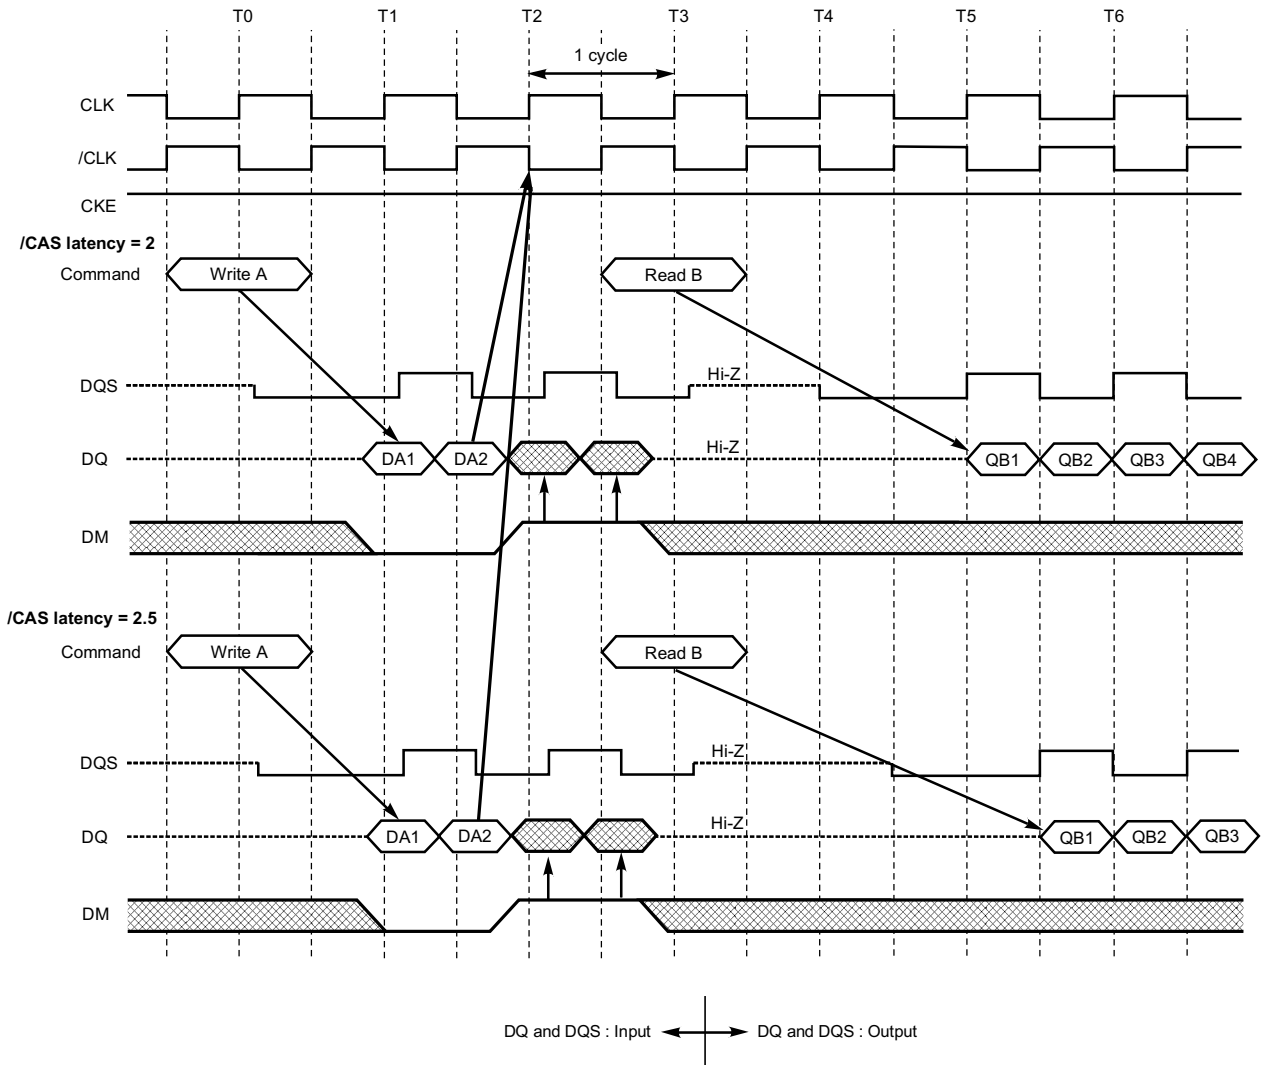 T0 T1 T2 T3 T4 T5 T6
1 cycle
CLK
/CLK
CKE
/CAS latency = 2
Command Write A Read B
DQS Hi-Z
DQ DA1 DA2 Hi-Z QB1 QB2 QB3 QB4
DM
/CAS latency = 2.5
Command Write A Read B
DQS Hi-Z
DQ DA1 DA2 Hi-Z QB1 QB2 QB3
DM
DQ and DQS : Input DQ and DQS : Output